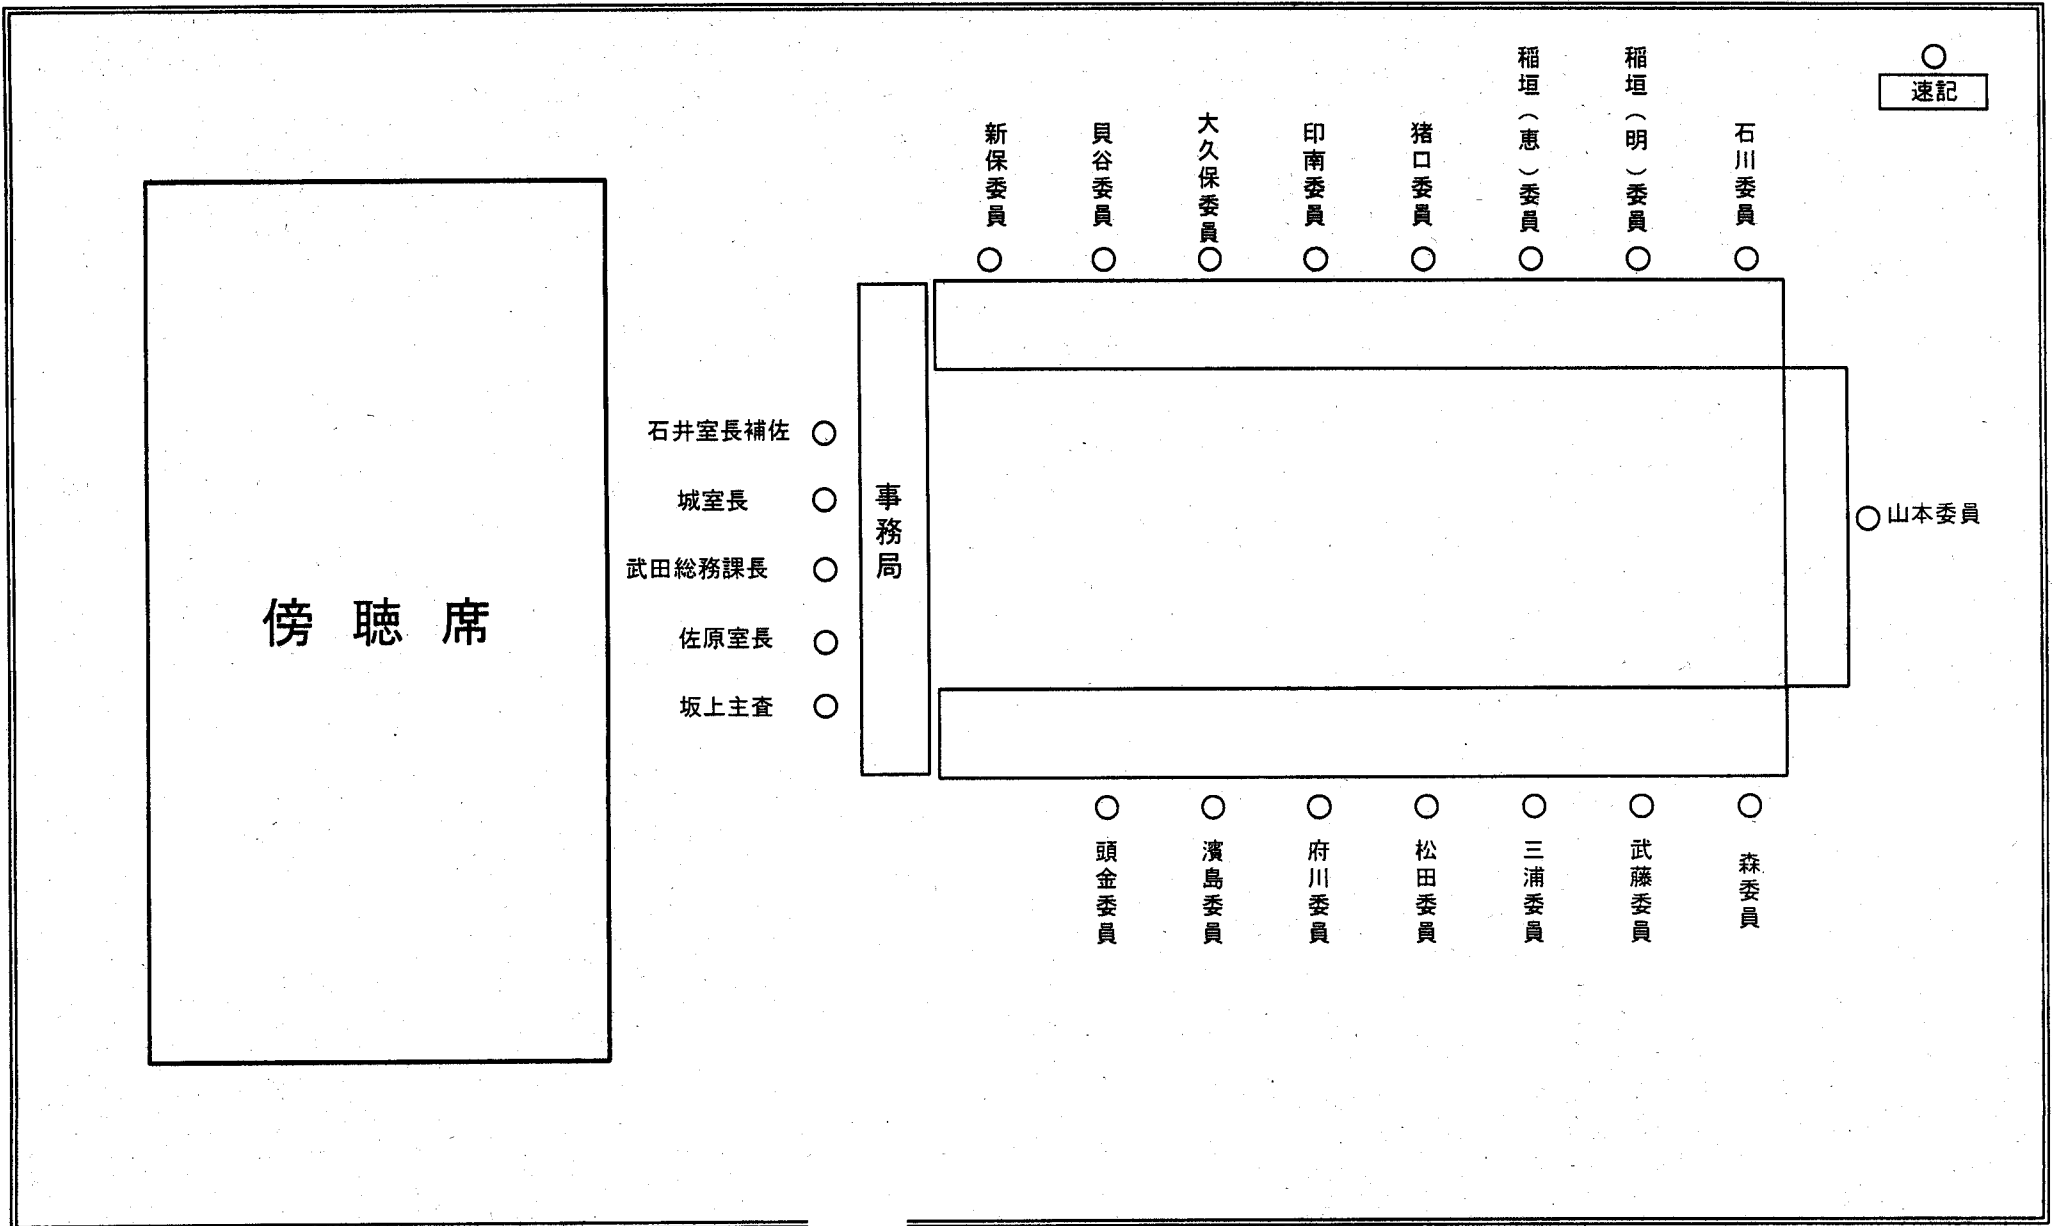 速記
新保委員
貝谷委員
大久保委員
印南委員
猪口委員
稲垣（恵）委員
稲垣（明）委員
石川委員
石井室長補佐
城室長
武田総務課長
佐原室長
坂上主査
事務局
山本委員
傍聴席
頭金委員
濱島委員
府川委員
松田委員
三浦委員
武藤委員
森委員